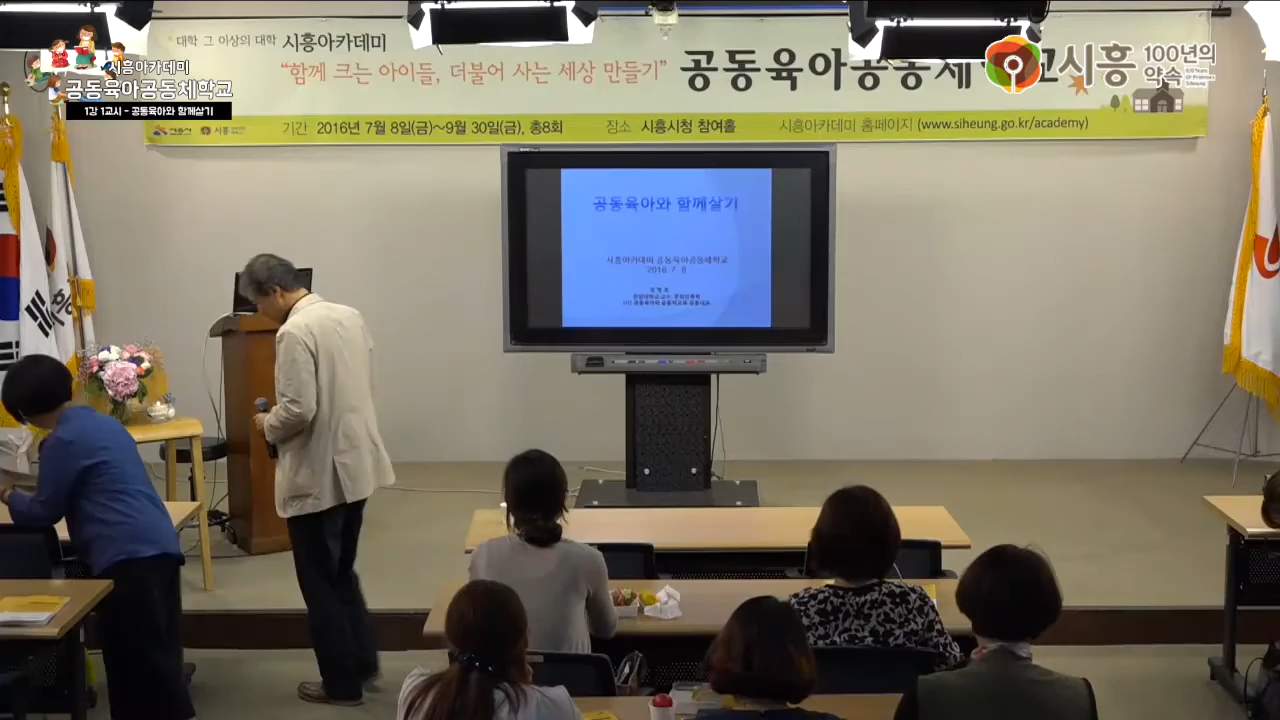 대학 그 이상의 대학 시흥아카데미
"함께 크는 아이들, 더불어 사는 세상 만들기"
공동육아공동체
기간 2016년 7월 8일(금)~9월 30일(금), 총8회 장소 시흥시청 참여홀 시흥아카데미 홈페이지 (www.siheung.go.kr/academy)
시흥아카데미
공동육아공동체학교
1강 1교시 - 공동육아와 함께살기
시흥 100년의
약속
공동육아와 함께살기
시흥아카데미 공동육아공동체학교
2016. 7. 8